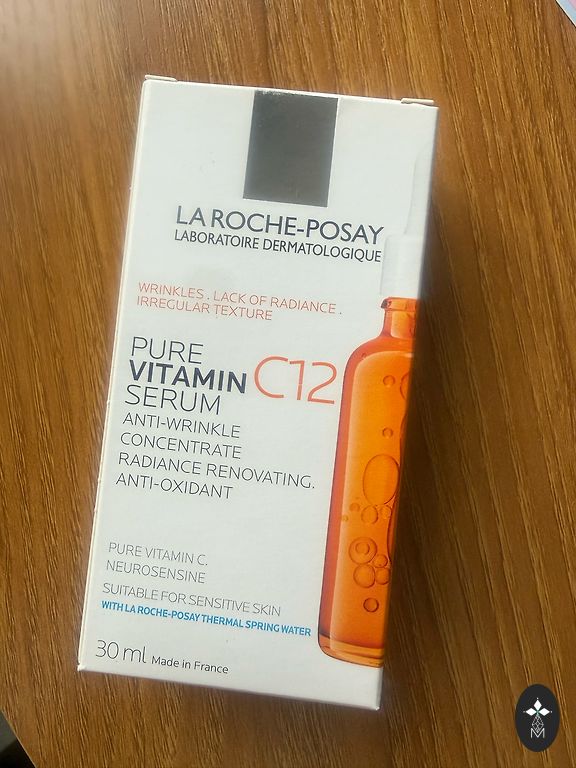 LA ROCHE-POSAY
LABORATOIRE DERMATOLOGIQUE
WRINKLES . LACK OF RADIANCE .
IRREGULAR TEXTURE
PURE
VITAMIN C12
SERUM
ANTI-WRINKLE
CONCENTRATE
RADIANCE RENOVATING.
ANTI-OXIDANT
PURE VITAMIN C.
NEUROSENSINE
SUITABLE FOR SENSITIVE SKIN
WITH LA ROCHE-POSAY THERMAL SPRING WATER
30 ml Made in France
M